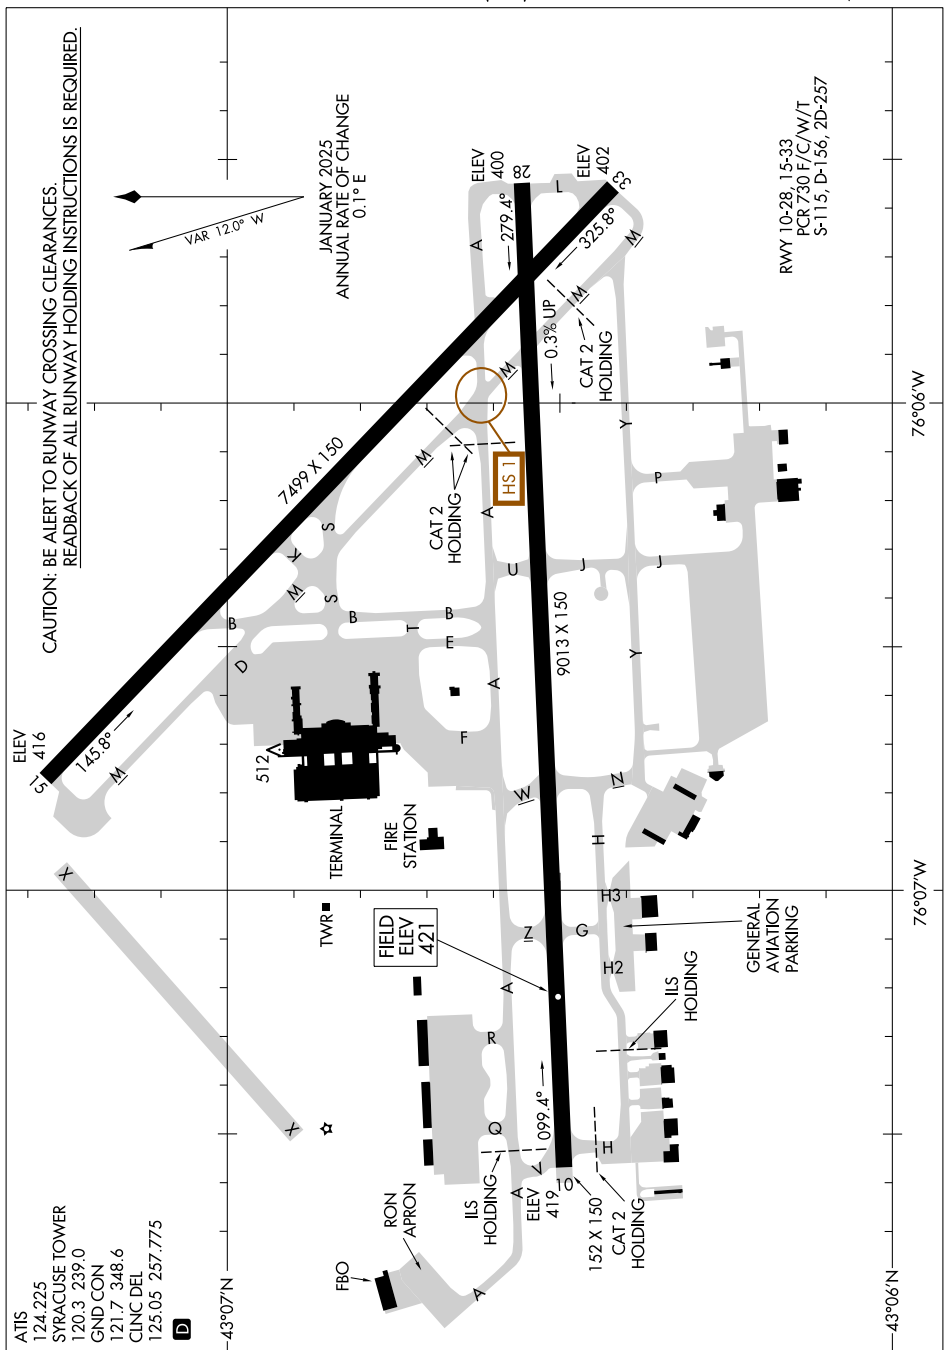 CAUTION: BE ALERT TO RUNWAY CROSSING CLEARANCES.
READBACK OF ALL RUNWAY HOLDING INSTRUCTIONS IS REQUIRED.
ATIS
124.225
SYRACUSE TOWER
120.3 239.0
GND CON
121.7 348.6
CLNC DEL
125.05 257.775
D
VAR 12.0° W
JANUARY 2025
ANNUAL RATE OF CHANGE
0.1° E
RWY 10-28, 15-33
PCR 730 F/C/W/T
S-115, D-156, 2D-257
ELEV
416
15
145.8°
M
X
X
7499 X 150
D
B
M
K
S
S
B
T
B
E
F
M
M
M
M
CAT 2
HOLDING
HS 1
A
A
A
A
A
A
U
ELEV
400
28
279.4°
L
ELEV
402
33
325.8°
0.3% UP
CAT 2
HOLDING
9013 X 150
J
J
P
Y
Y
W
N
H
H3
H2
H
G
Z
512
TERMINAL
FIRE
STATION
TWR
FIELD
ELEV
421
GENERAL
AVIATION
PARKING
ILS
HOLDING
R
Q
099.4°
V
ELEV
419
10
ILS
HOLDING
152 X 150
CAT 2
HOLDING
RON
APRON
FBO
43°07'N
43°06'N
76°06'W
76°07'W